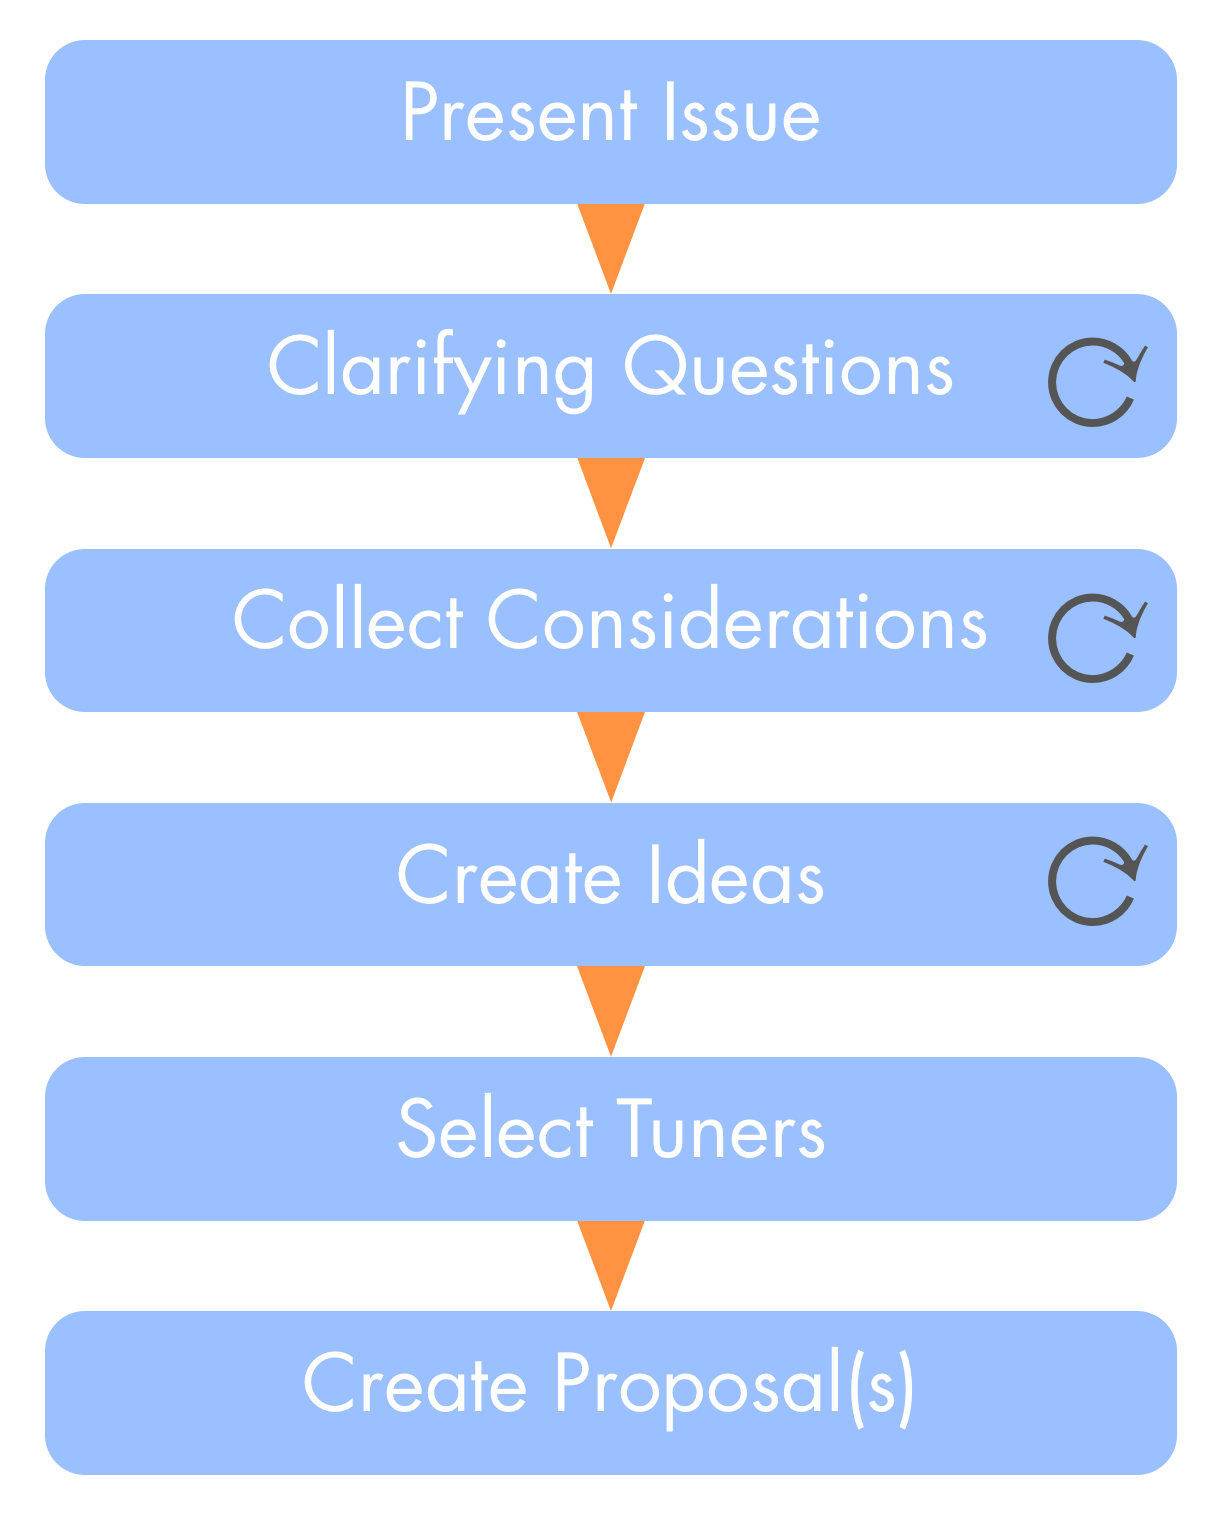 Present Issue
Clarifying Questions
Collect Considerations
Create Ideas
Select Tuners
Create Proposal(s)